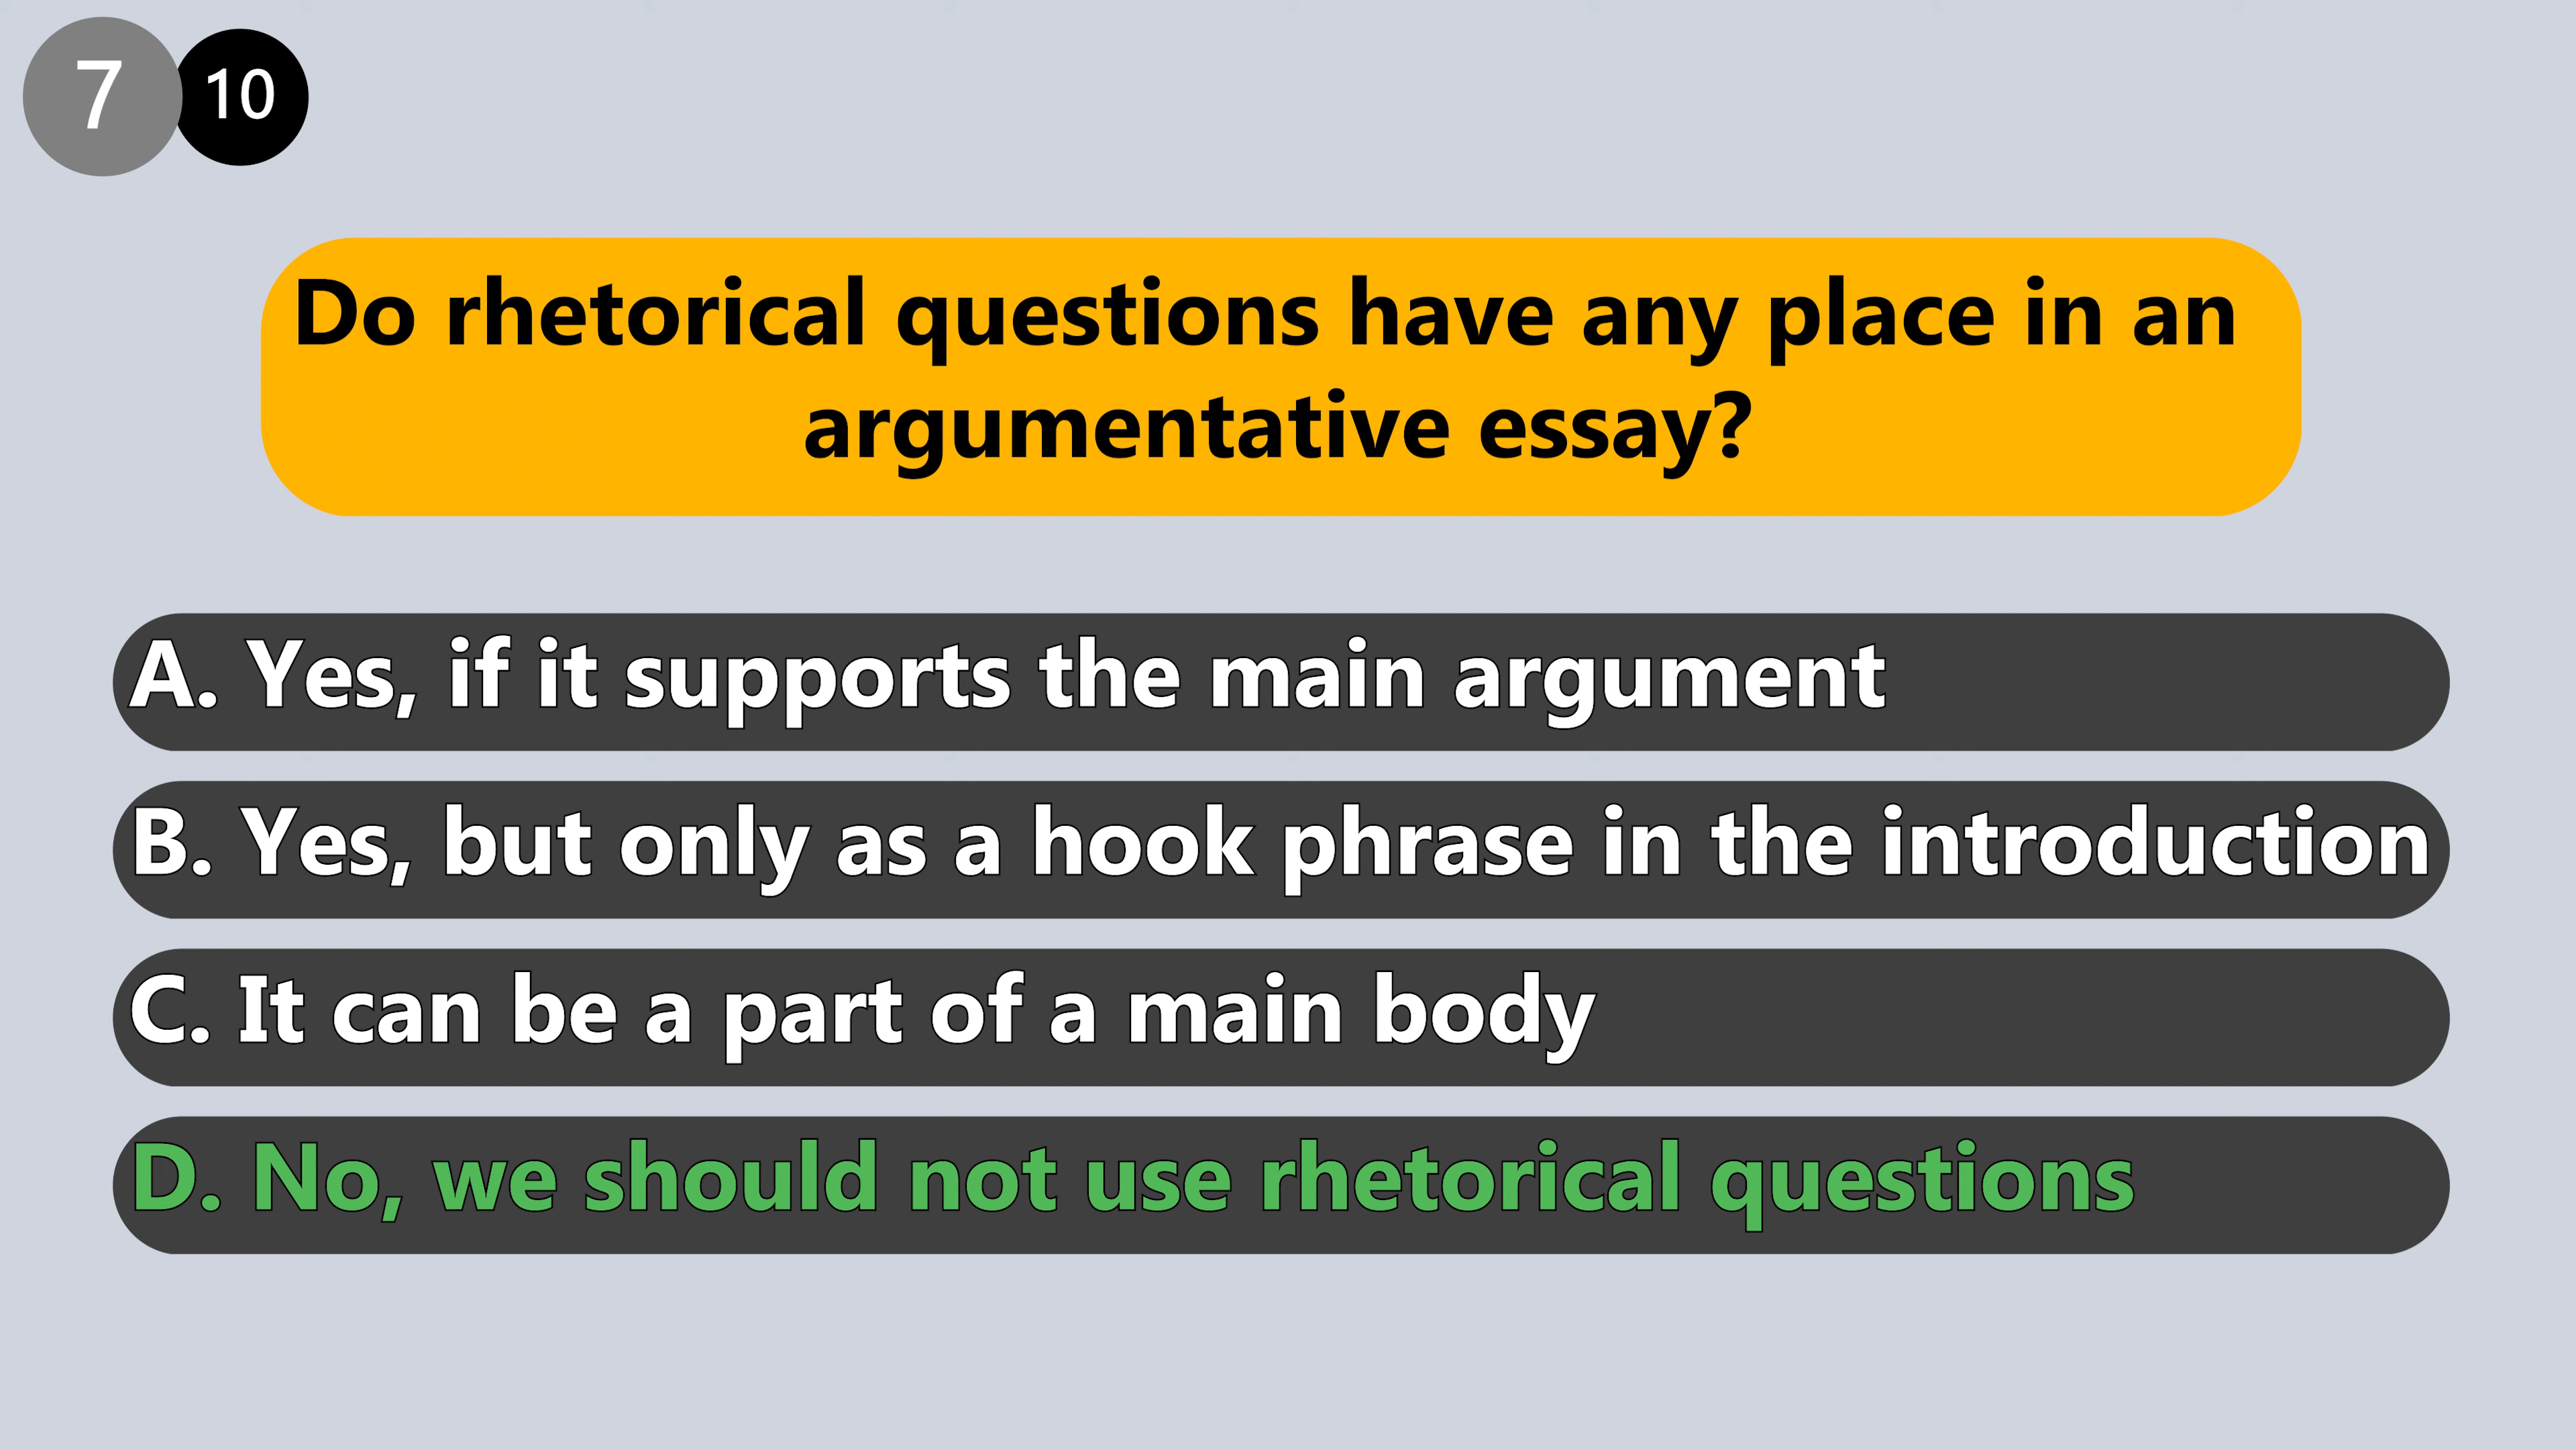 7 10
Do rhetorical questions have any place in an
argumentative essay?
A. Yes, if it supports the main argument
B. Yes, but only as a hook phrase in the introduction
C. It can be a part of a main body
D. No, we should not use rhetorical questions